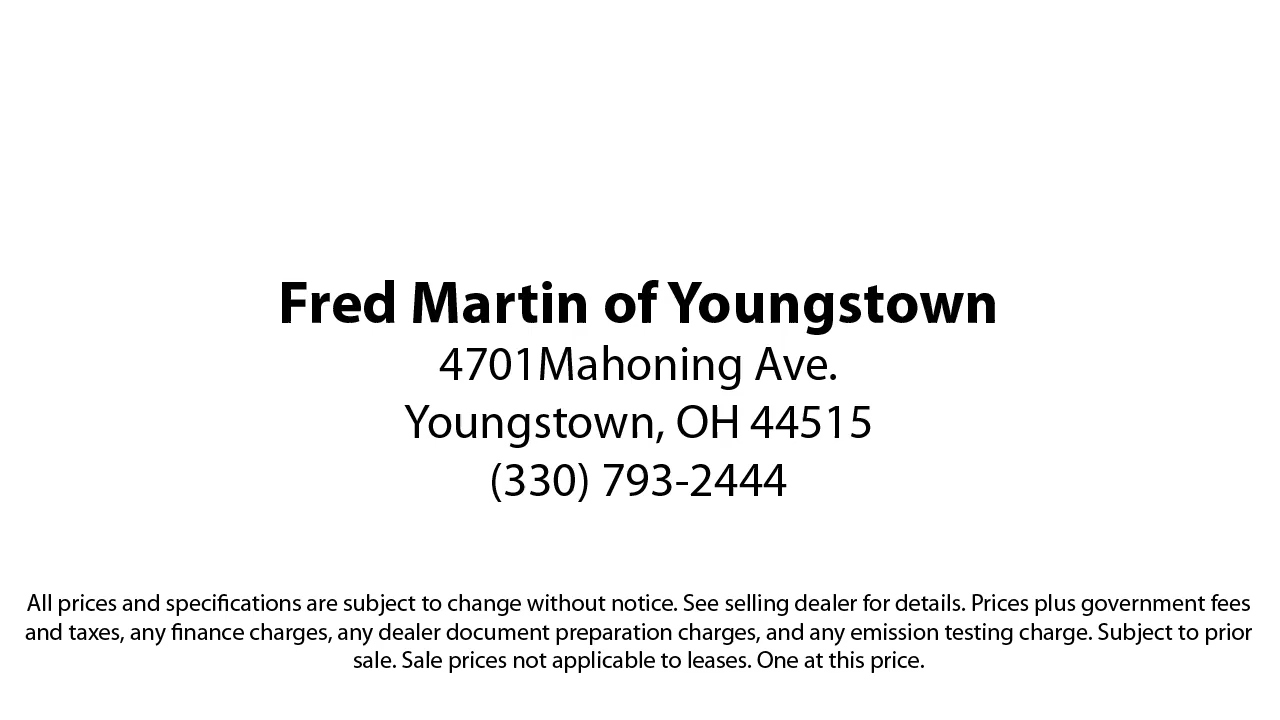 Fred Martin of Youngstown
4701Mahoning Ave.
Youngstown, OH 44515
(330) 793-2444
All prices and specifications are subject to change without notice. See selling dealer for details. Prices plus government fees
and taxes, any finance charges, any dealer document preparation charges, and any emission testing charge. Subject to prior
sale. Sale prices not applicable to leases. One at this price.